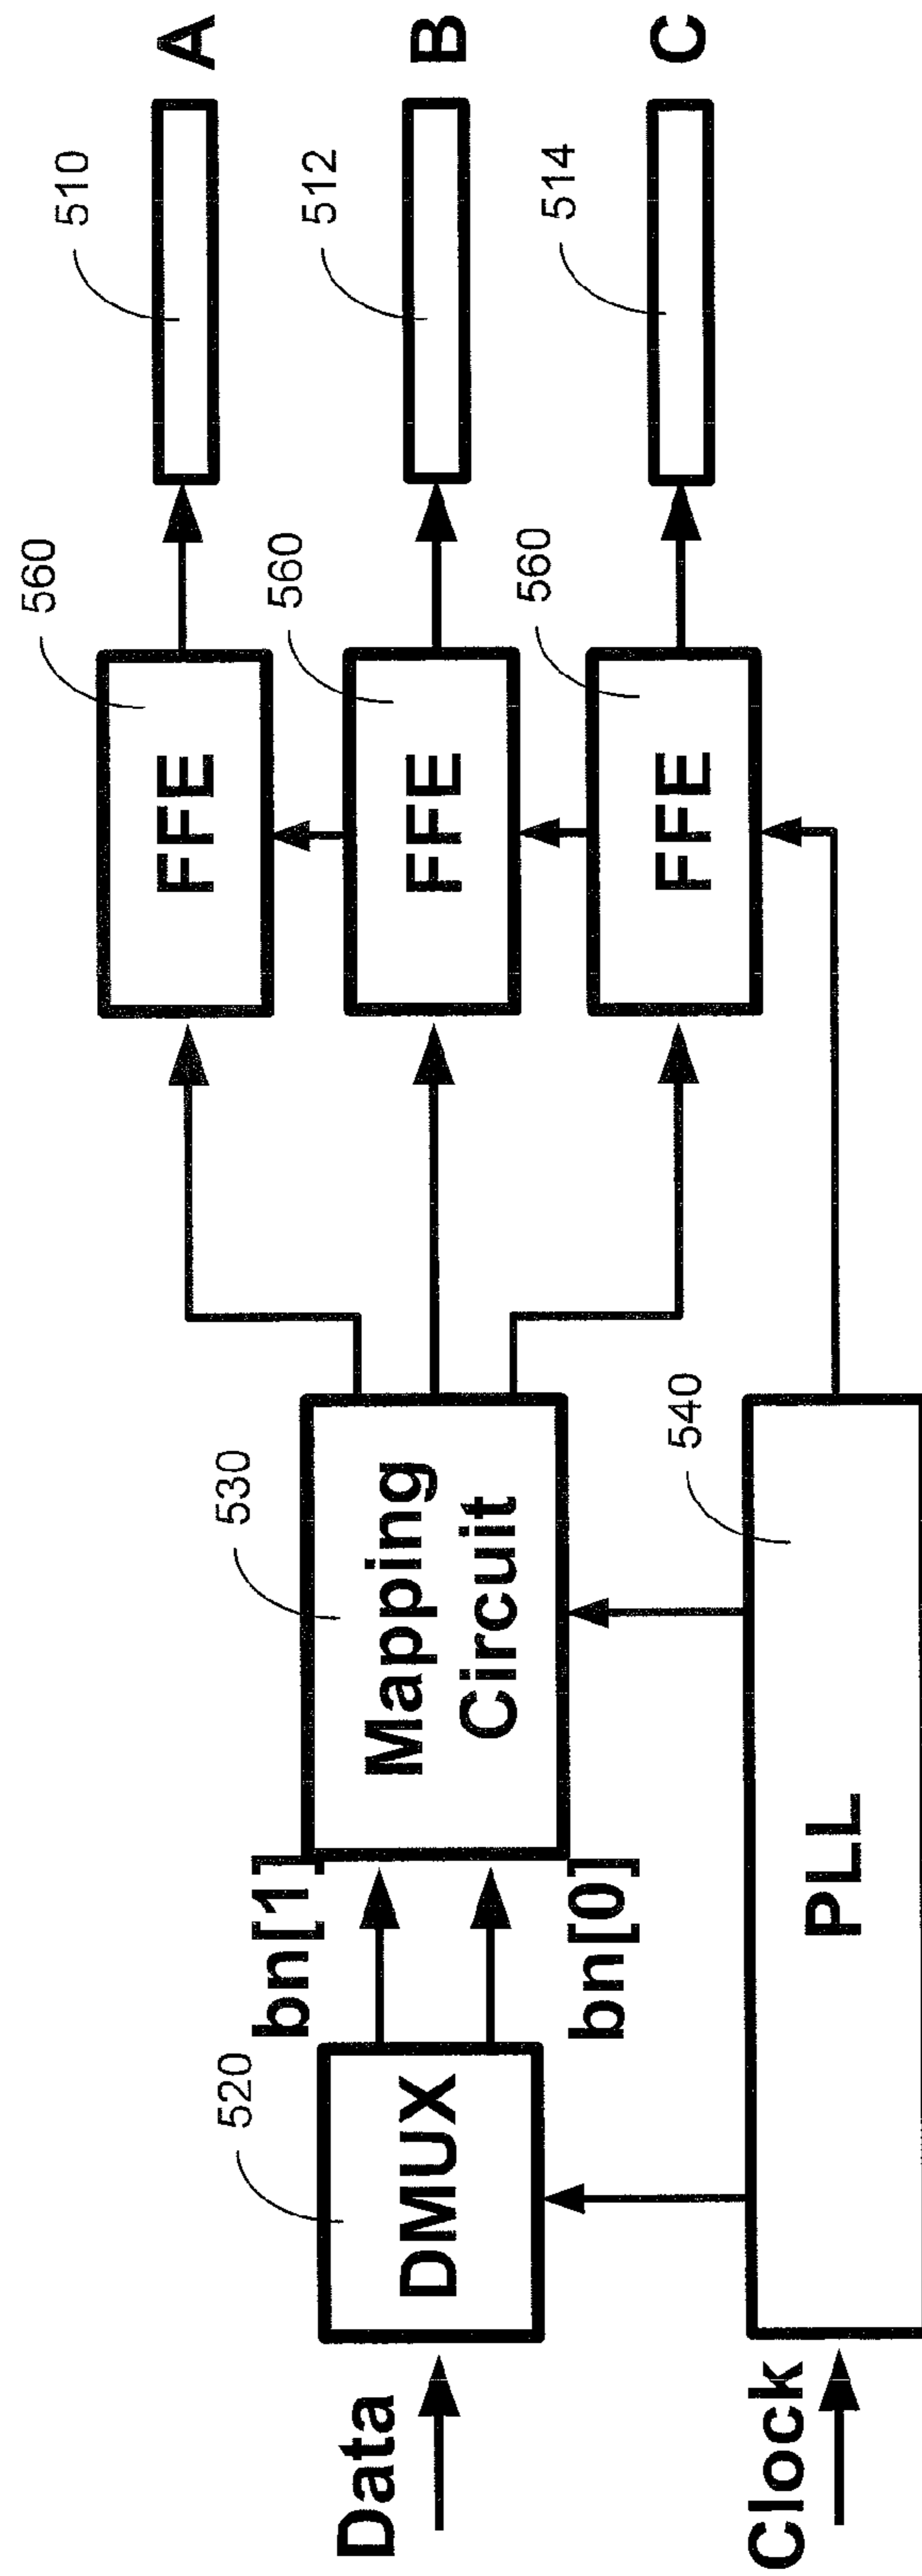 Data
Clock
520
DMUX
bn[1]
bn[0]
530
Mapping
Circuit
540
PLL
560
FFE
560
FFE
560
FFE
510
512
514
A
B
C